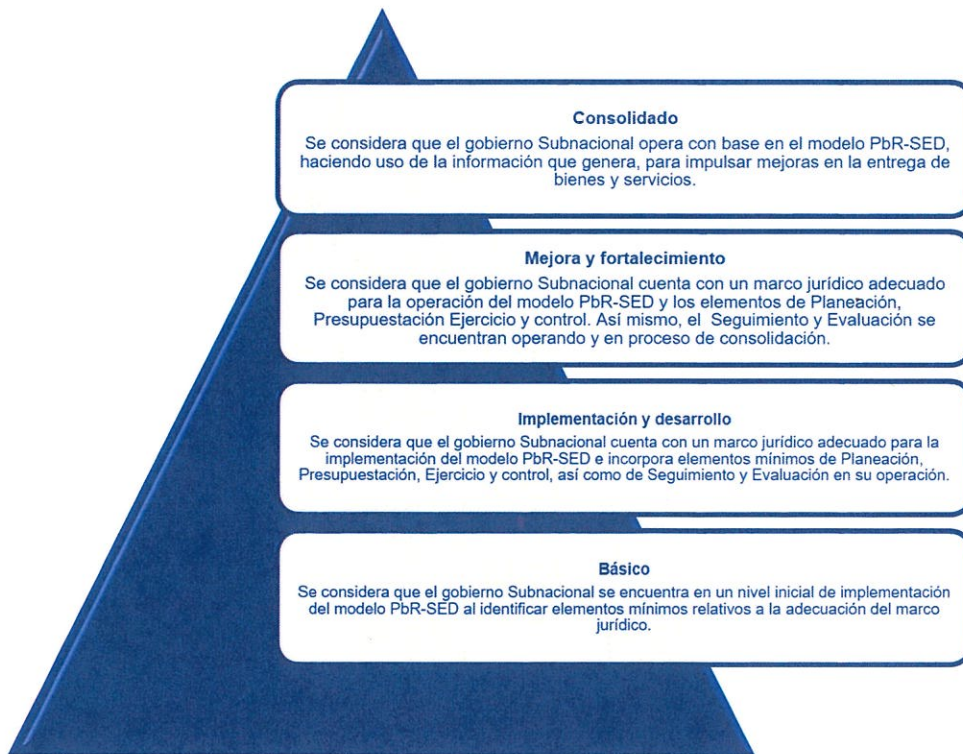 Consolidado
Se considera que el gobierno Subnacional opera con base en el modelo PbR-SED,
haciendo uso de la información que genera, para impulsar mejoras en la entrega de
bienes y servicios.
Mejora y fortalecimiento
Se considera que el gobierno Subnacional cuenta con un marco jurídico adecuado
para la operación del modelo PbR-SED y los elementos de Planeación,
Presupuestación Ejercicio y control. Así mismo, el Seguimiento y Evaluación se
encuentran operando y en proceso de consolidación.
Implementación y desarrollo
Se considera que el gobierno Subnacional cuenta con un marco jurídico adecuado para la
implementación del modelo PbR-SED e incorpora elementos mínimos de Planeación,
Presupuestación, Ejercicio y control, así como de Seguimiento y Evaluación en su operación.
Básico
Se considera que el gobierno Subnacional se encuentra en un nivel inicial de implementación
del modelo PbR-SED al identificar elementos mínimos relativos a la adecuación del marco
jurídico.